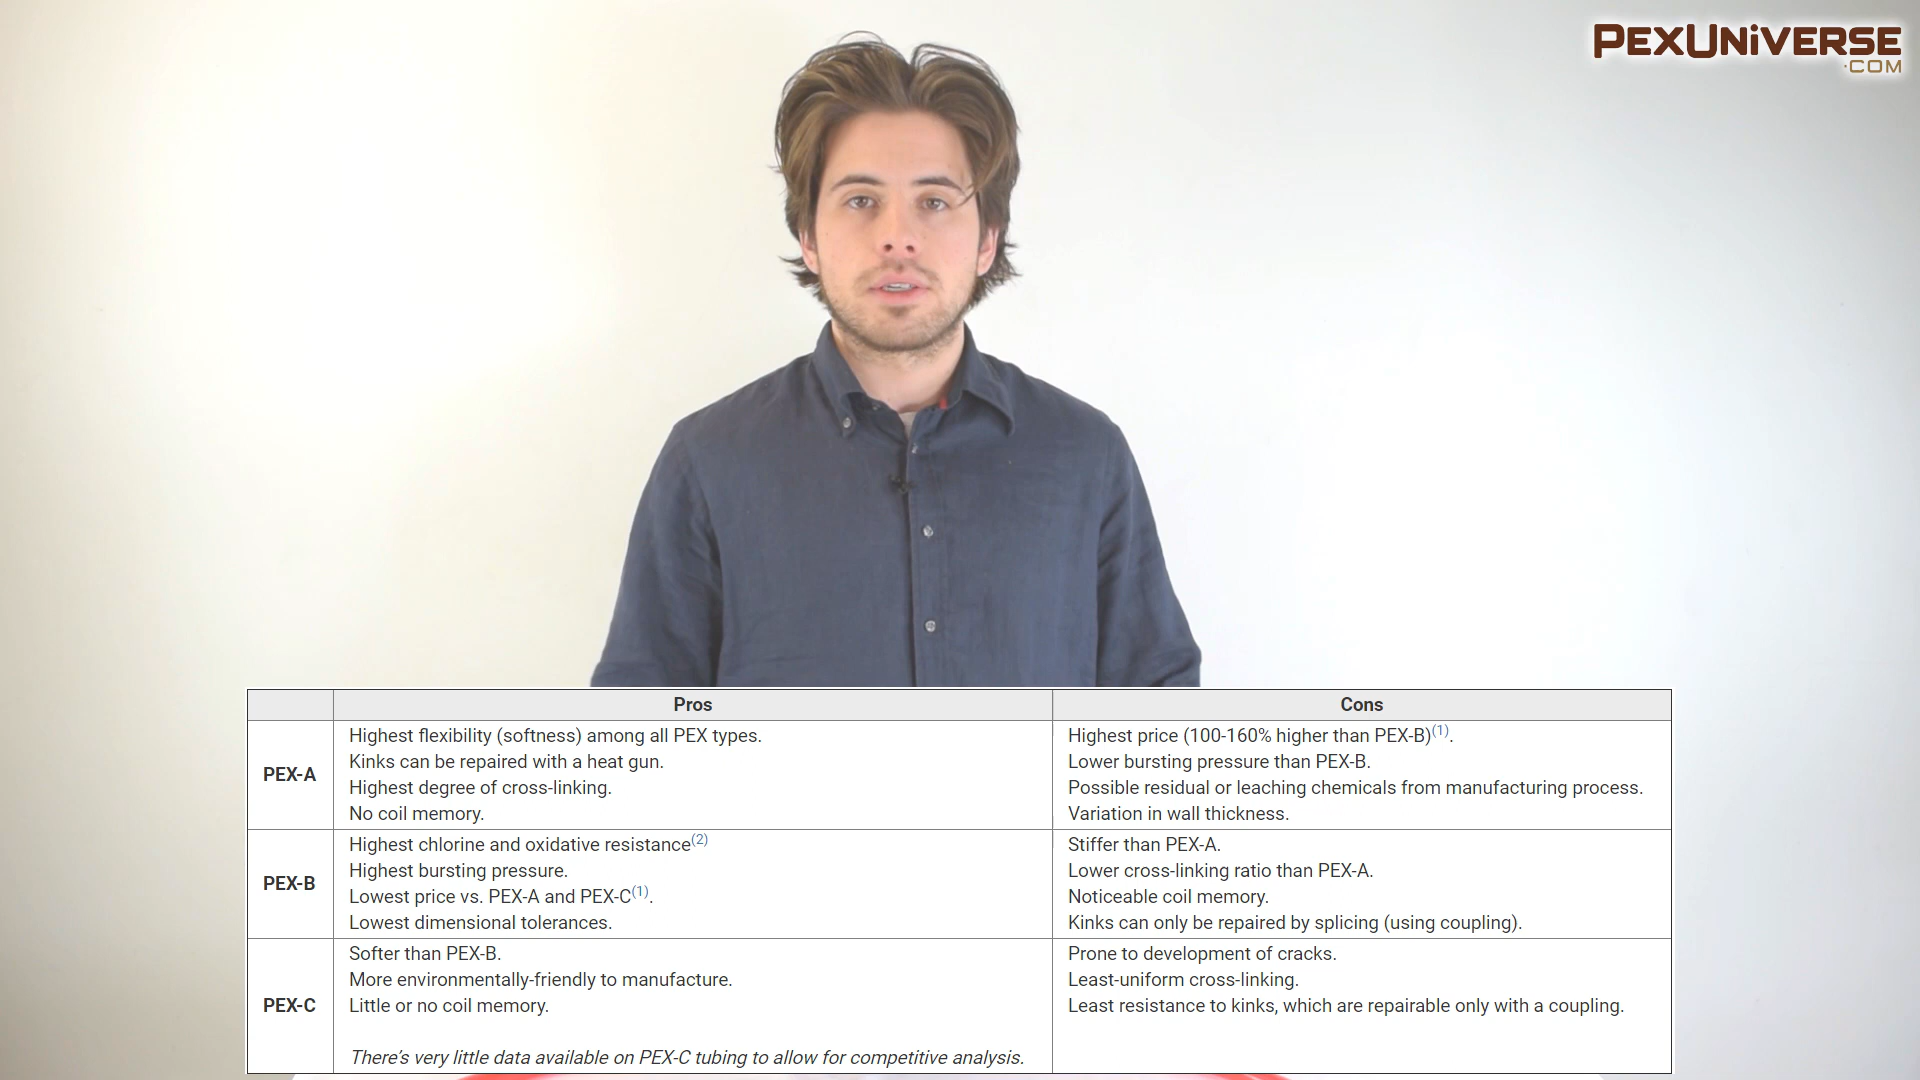 PEXUNiVERSE
.COM
Pros
Cons
PEX-A
Highest flexibility (softness) among all PEX types.
Kinks can be repaired with a heat gun.
Highest degree of cross-linking.
No coil memory.
Highest price (100-160% higher than PEX-B)(1).
Lower bursting pressure than PEX-B.
Possible residual or leaching chemicals from manufacturing process.
Variation in wall thickness.
PEX-B
Highest chlorine and oxidative resistance(2)
Highest bursting pressure.
Lowest price vs. PEX-A and PEX-C(1).
Lowest dimensional tolerances.
Stiffer than PEX-A.
Lower cross-linking ratio than PEX-A.
Noticeable coil memory.
Kinks can only be repaired by splicing (using coupling).
PEX-C
Softer than PEX-B.
More environmentally-friendly to manufacture.
Little or no coil memory.
There's very little data available on PEX-C tubing to allow for competitive analysis.
Prone to development of cracks.
Least-uniform cross-linking.
Least resistance to kinks, which are repairable only with a coupling.